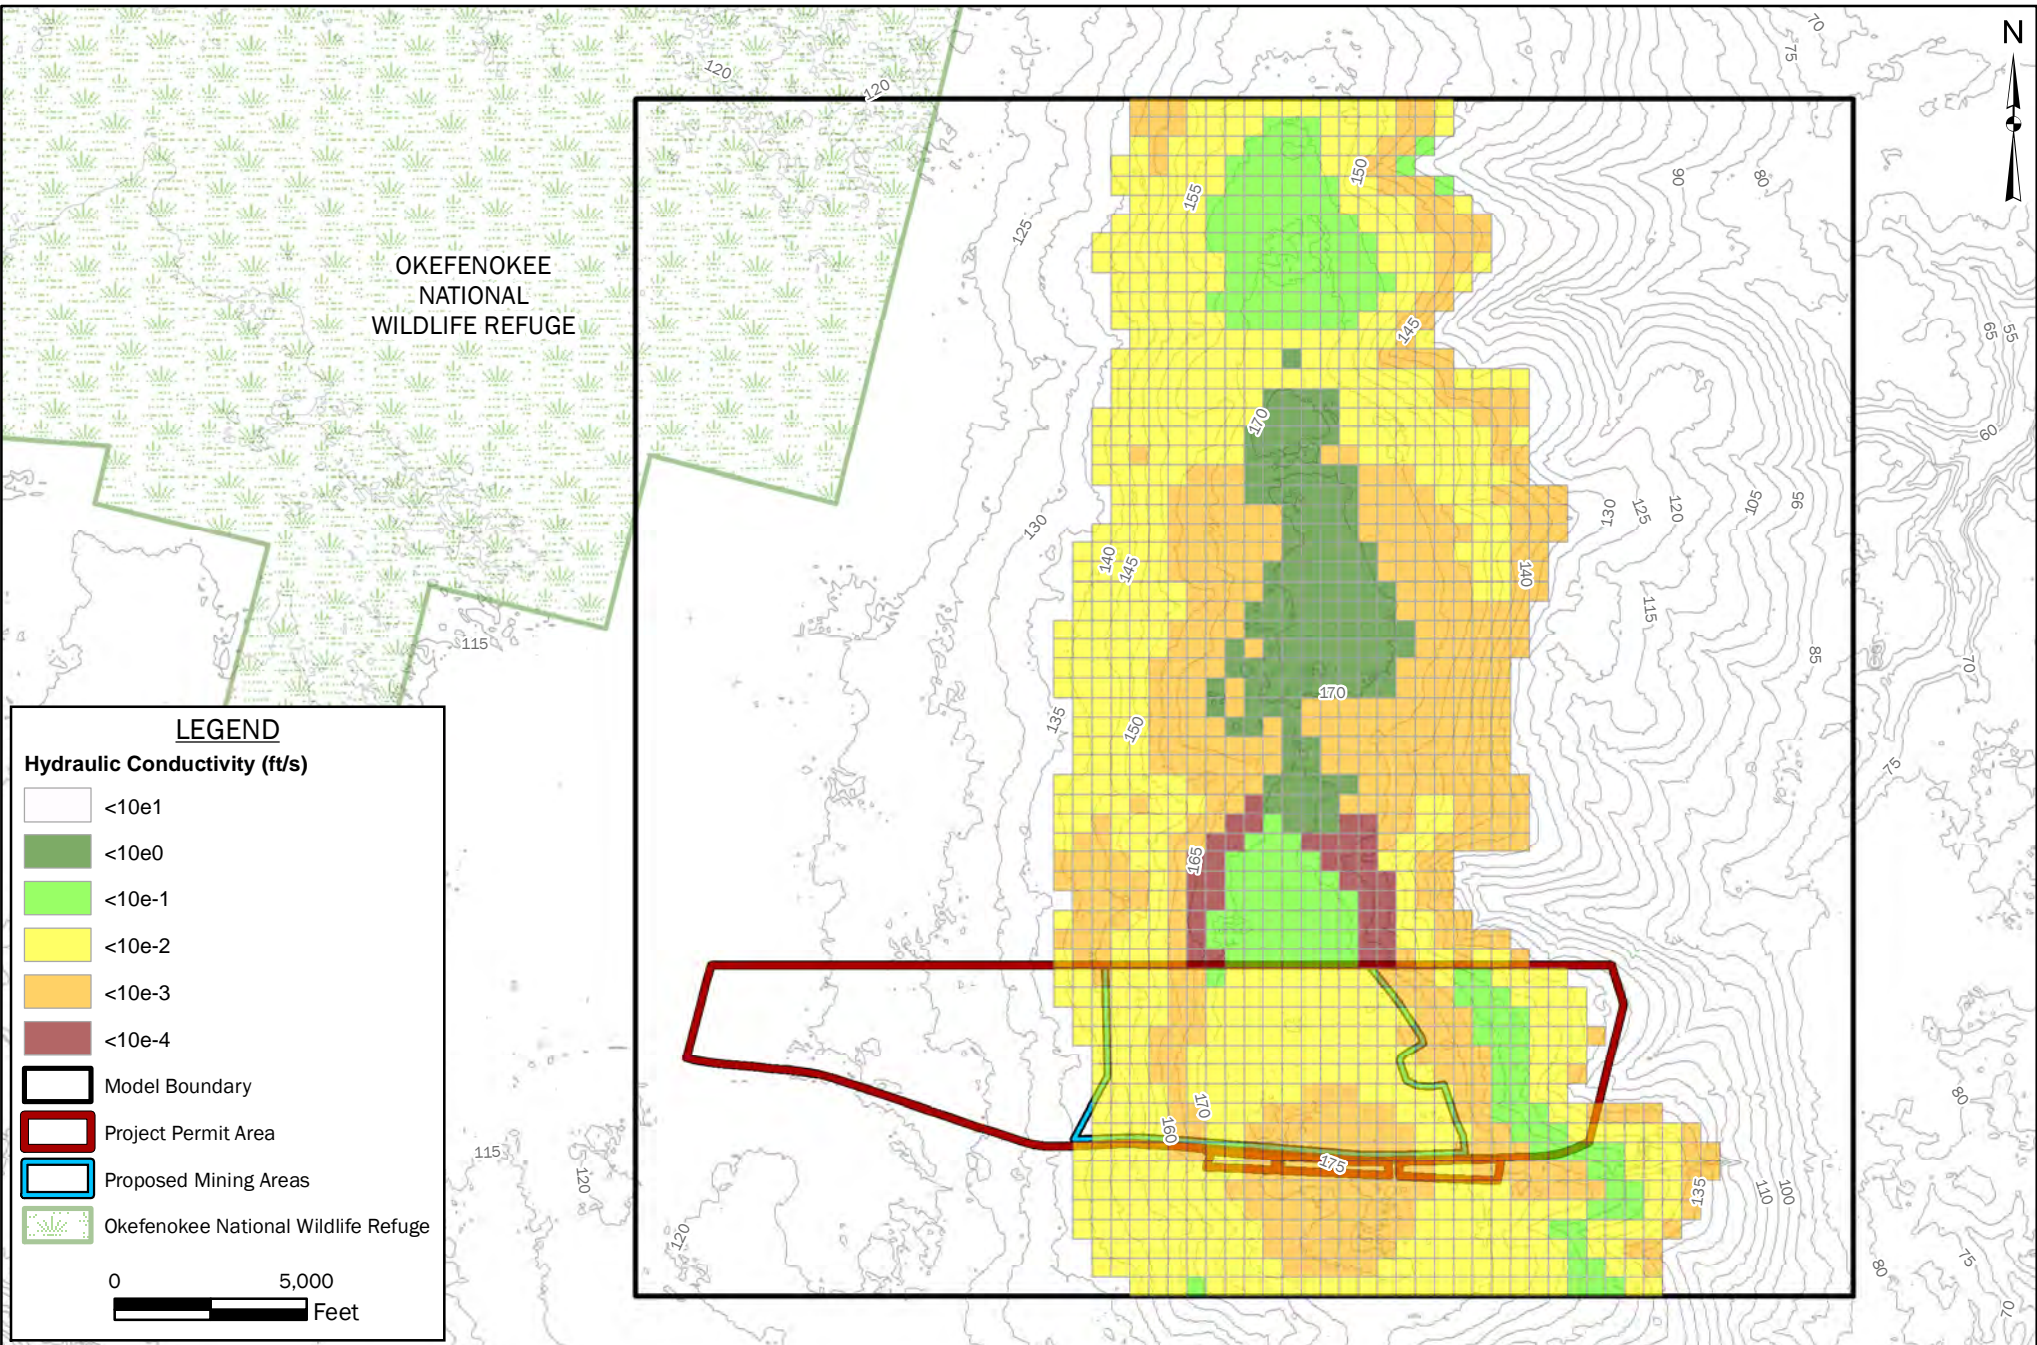 N
70
75
120
120
150
90
80
155
125
OKEFENOKEE
NATIONAL
WILDLIFE REFUGE
145
65
55
170
60
130
130
125
120
105
95
140
145
140
115
115
85
70
170
135
150
75
LEGEND
Hydraulic Conductivity (ft/s)
<10e1
<10e0
<10e-1
<10e-2
<10e-3
<10e-4
Model Boundary
Project Permit Area
Proposed Mining Areas
Okefenokee National Wildlife Refuge
0 5,000
Feet
165
170
160
175
80
115
120
135
110
100
120
80
75
70